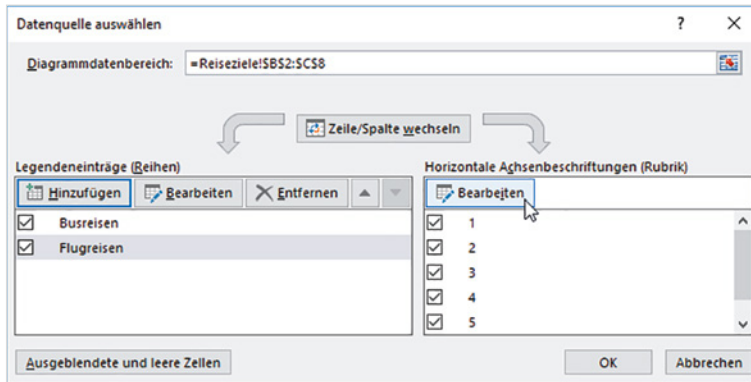 Datenquelle auswählen ? ×
Diagrammdatenbereich: =Reiseziele!$B$2:$C$8
Zeile/Spalte wechseln
Legendeneinträge (Reihen)
Hinzufügen Bearbeiten Entfernen
Busreisen
Flugreisen
Horizontale Achsenbeschriftungen (Rubrik)
Bearbeiten
1
2
3
4
5
Ausgeblendete und leere Zellen
OK Abbrechen